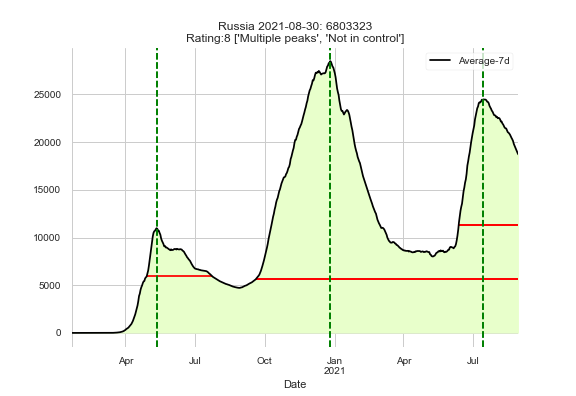 Russia 2021-08-30: 6803323
Rating:8 ['Multiple peaks', 'Not in control']
Average-7d
25000
20000
15000
10000
5000
0
Apr Jul Oct Jan Apr Jul
2021
Date